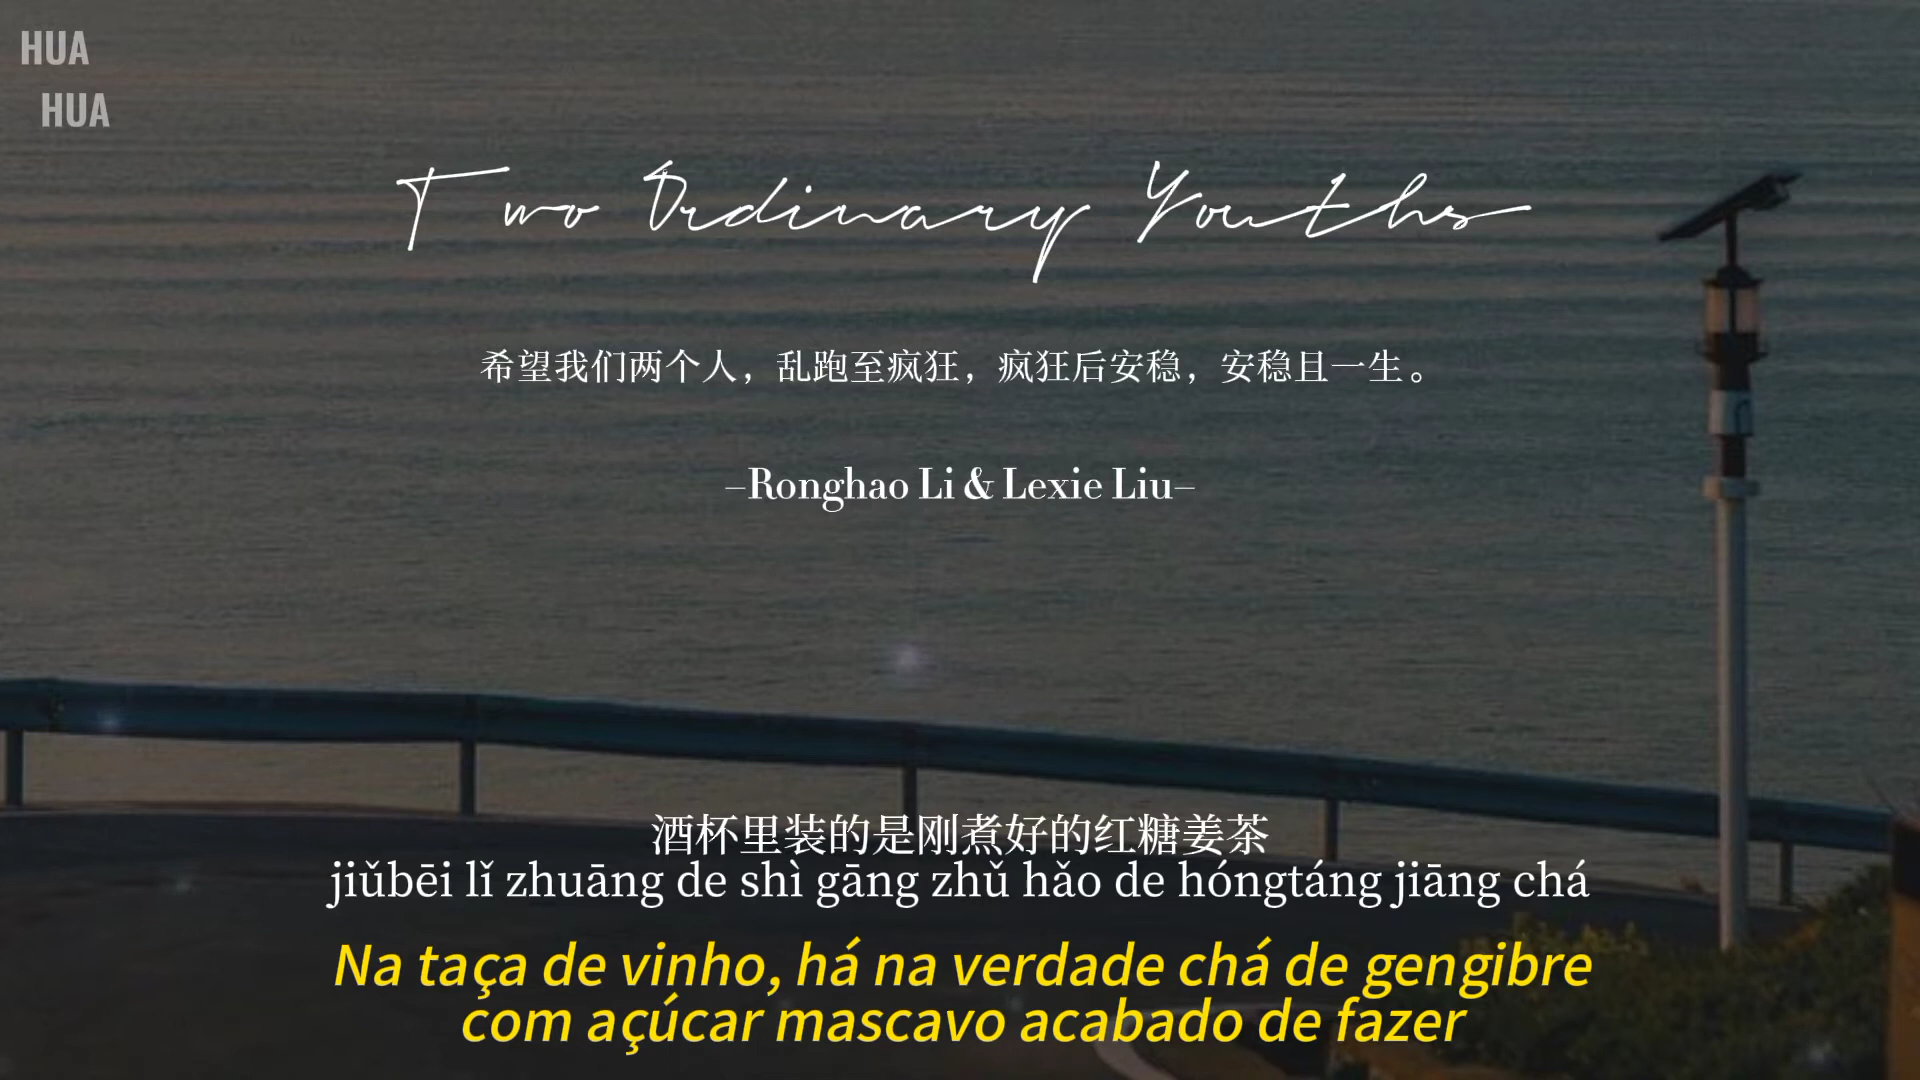 HUA
HUA
Two Ordinary Youths
希望我们两个人，乱跑至疯狂，疯狂后安稳，安稳且一生。
–Ronghao Li & Lexie Liu–
酒杯里装的是刚煮好的红糖姜茶
jiǔbēi lǐ zhuāng de shì gāng zhǔ hǎo de hóngtáng jiāng chá
Na taça de vinho, há na verdade chá de gengibre
com açúcar mascavo acabado de fazer